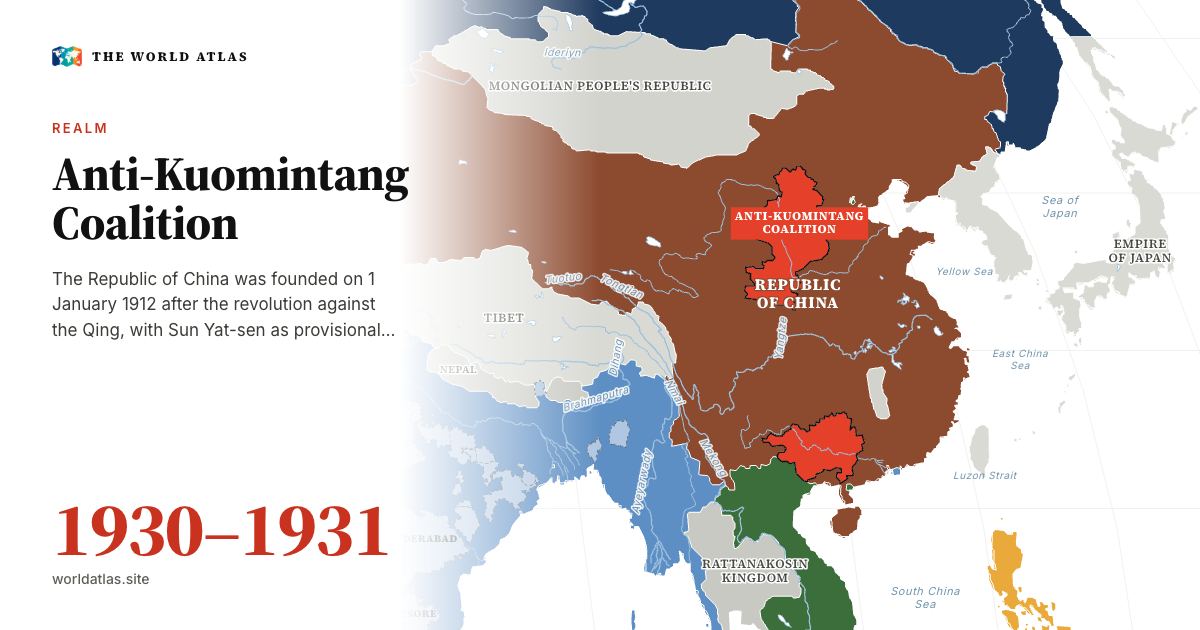 THE WORLD ATLAS
REALM
Anti-Kuomintang
Coalition
The Republic of China was founded on 1
January 1912 after the revolution against
the Qing, with Sun Yat-sen as provisional...
1930–1931
worldatlas.site
Ideriyn
MONGOLIAN PEOPLE'S REPUBLIC
ANTI-KUOMINTANG
COALITION
REPUBLIC
OF CHINA
Sea of
Japan
EMPIRE
OF JAPAN
Yellow Sea
Tuotuo
Tongtian
TIBET
NEPAL
Dihang
Brahmaputra
Nmai
Yangtze
East China
Sea
Mekong
Ayeyarwady
Luzon Strait
DERABAD
RATTANAKOSIN
KINGDOM
South China
Sea
SORE